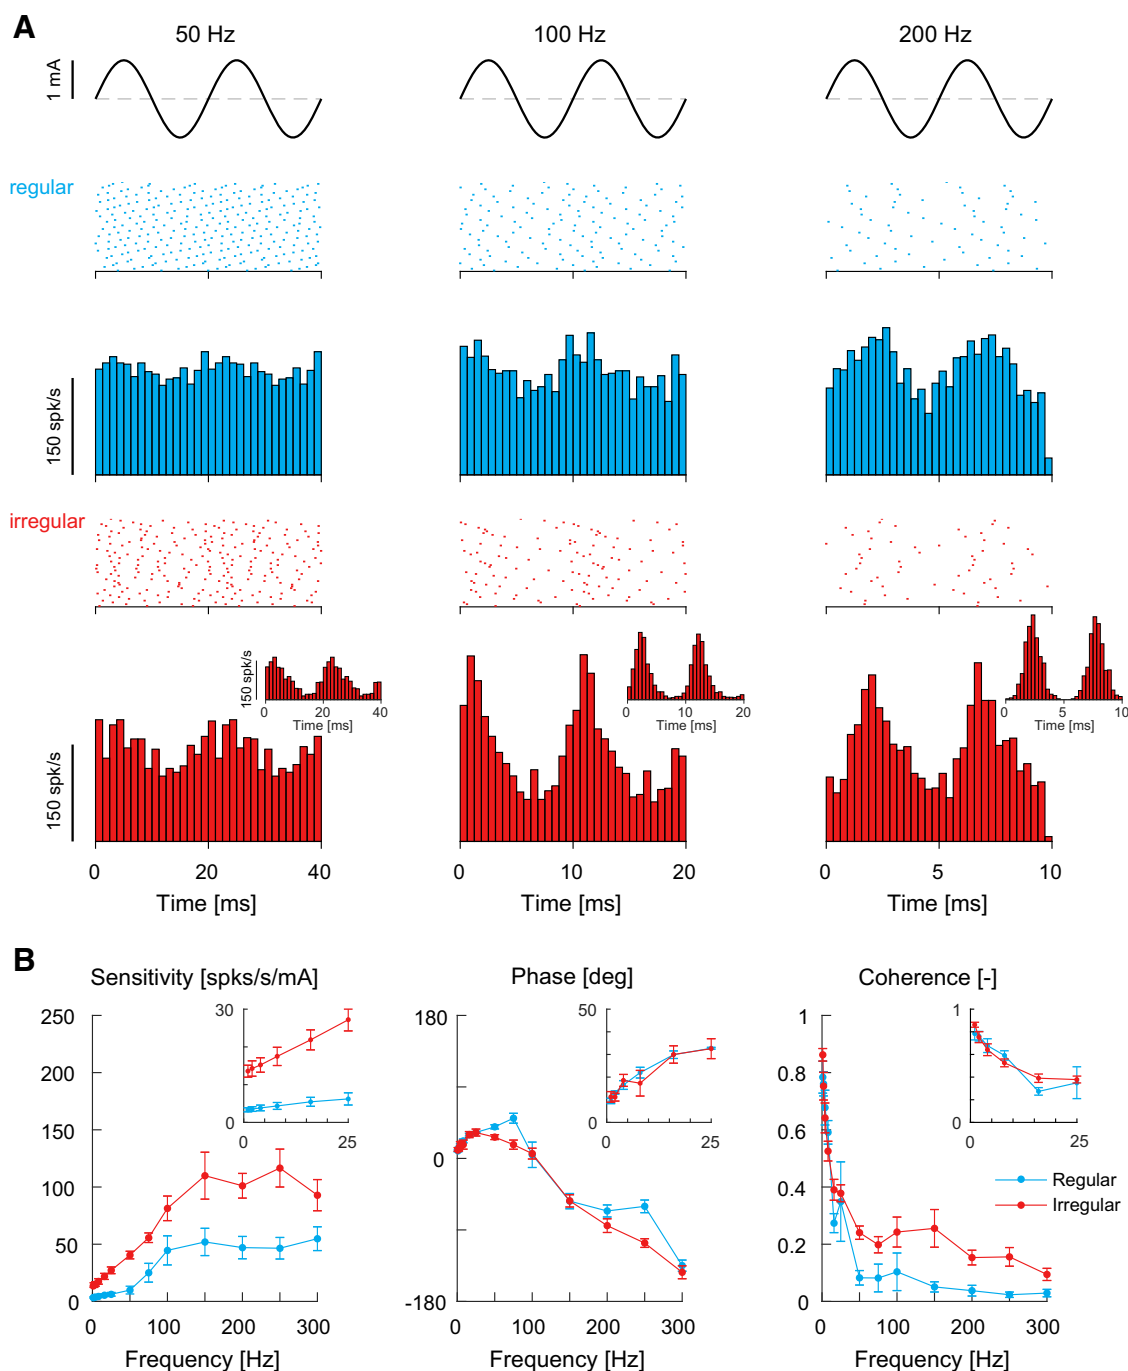 A
50 Hz 100 Hz 200 Hz
1 mA
regular
150 spk/s
irregular
150 spk/s
0 20 40
Time [ms]
150 spk/s
0 10 20
Time [ms]
0 5 10
Time [ms]
0 20 40
Time [ms]
0 10 20
Time [ms]
0 5 10
Time [ms]
B
Sensitivity [spks/s/mA]
250
200
150
100
50
0
0 100 200 300
Frequency [Hz]
30
0
25
Phase [deg]
180
0
-180
0 100 200 300
Frequency [Hz]
50
0
25
Coherence [-]
1
0.8
0.6
0.4
0.2
0
0 100 200 300
Frequency [Hz]
1
0
25
Regular
Irregular